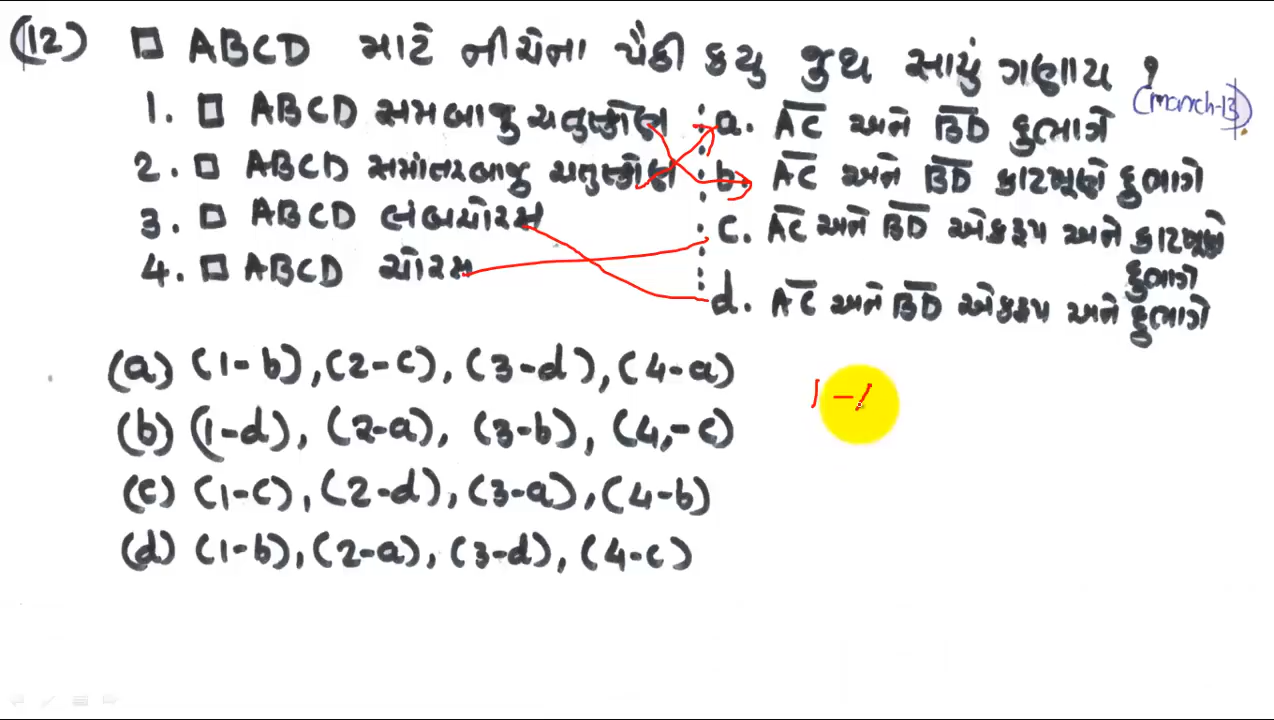 (12) □ ABCD માટે નીચેના પૈકી કયુ જુથ સાચું ગણાય ?
(march-13)
1. □ ABCD સમબાજુ ચતુષ્કોણ a. AC અને BD દુભાગે
2. □ ABCD સમાંતરબાજુ ચતુષ્કોણ b. AC અને BD કાટખૂણે દુભાગે
3. □ ABCD લંબચોરસ c. AC અને BD એકરૂપ અને કાટખૂણે દુભાગે
4. □ ABCD ચોરસ d. AC અને BD એકરૂપ અને દુભાગે
(a) (1-b), (2-c), (3-d), (4-a)
1-
(b) (1-d), (2-a), (3-b), (4,-c)
(c) (1-c), (2-d), (3-a), (4-b)
(d) (1-b), (2-a), (3-d), (4-c)